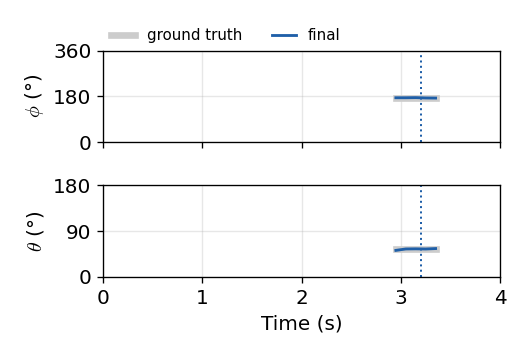 ground truth final
360
180
0
ϕ (°)
180
90
0
θ (°)
0 1 2 3 4
Time (s)